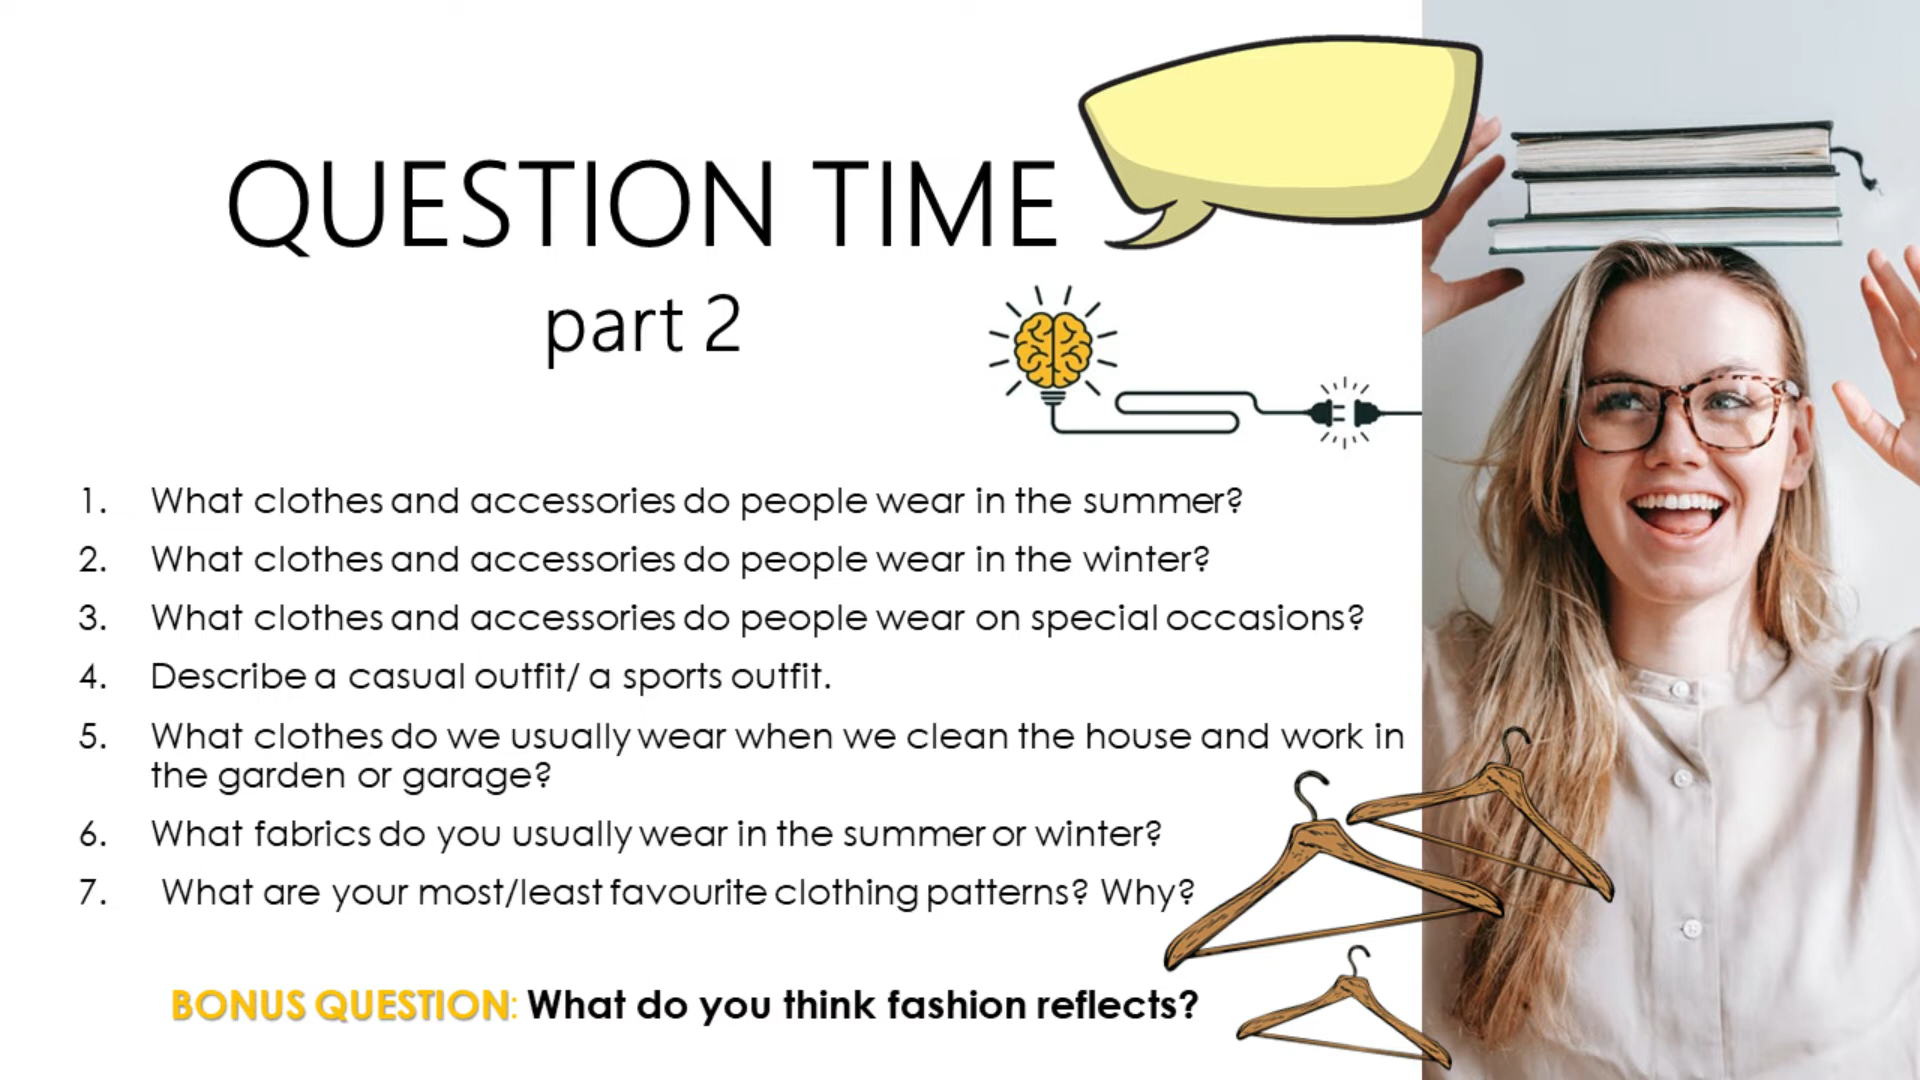 QUESTION TIME
part 2
1. What clothes and accessories do people wear in the summer?
2. What clothes and accessories do people wear in the winter?
3. What clothes and accessories do people wear on special occasions?
4. Describe a casual outfit/ a sports outfit.
5. What clothes do we usually wear when we clean the house and work in
the garden or garage?
6. What fabrics do you usually wear in the summer or winter?
7. What are your most/least favourite clothing patterns? Why?
BONUS QUESTION: What do you think fashion reflects?